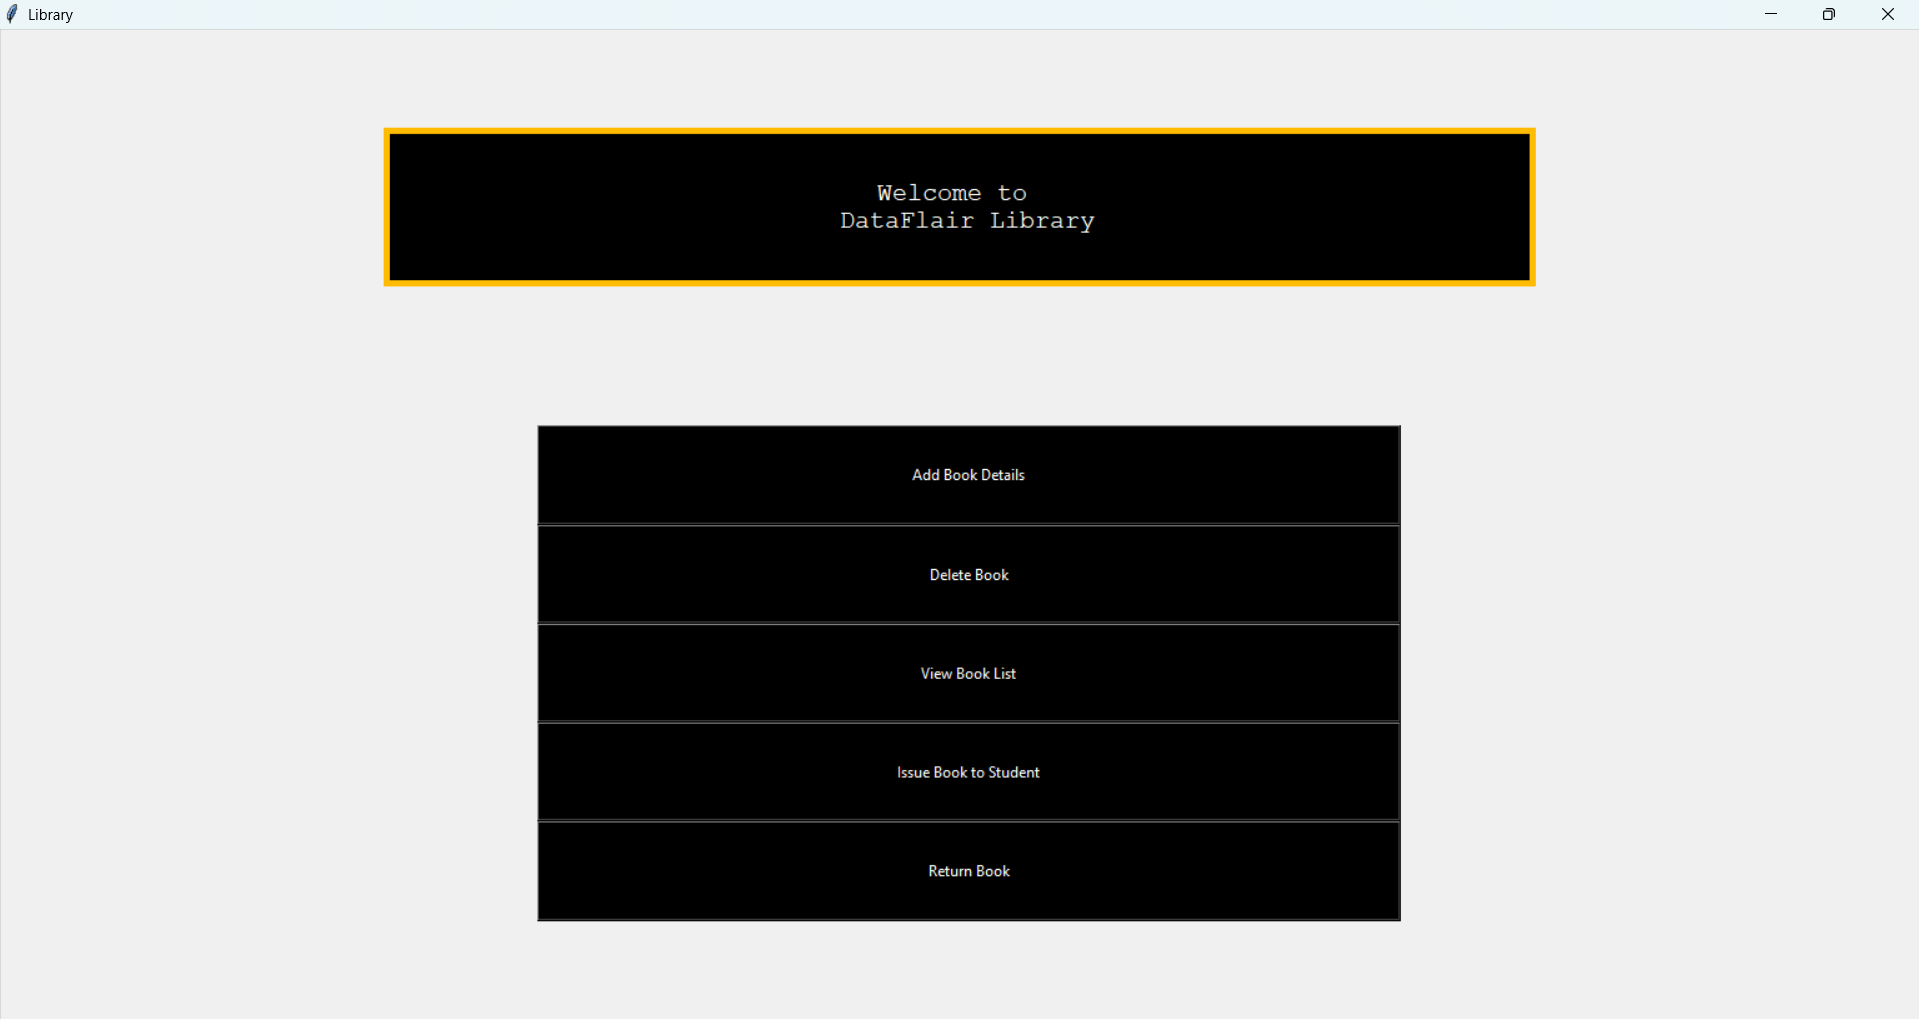 Library
Welcome to
DataFlair Library
Add Book Details
Delete Book
View Book List
Issue Book to Student
Return Book